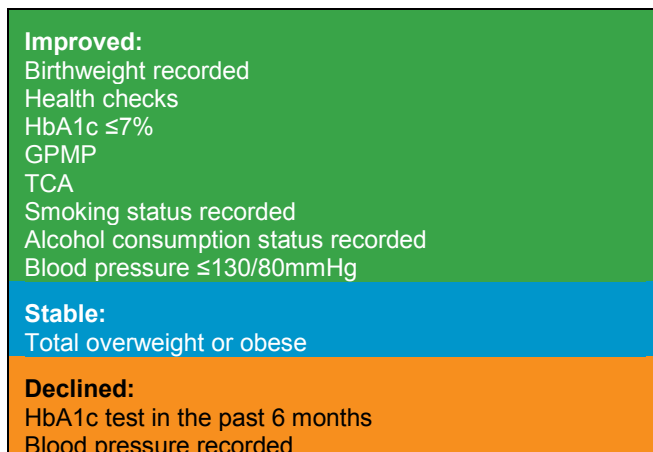 Improved:
Birthweight recorded
Health checks
HbA1c ≤7%
GPMP
TCA
Smoking status recorded
Alcohol consumption status recorded
Blood pressure ≤130/80mmHg
Stable:
Total overweight or obese
Declined:
HbA1c test in the past 6 months
Blood pressure recorded